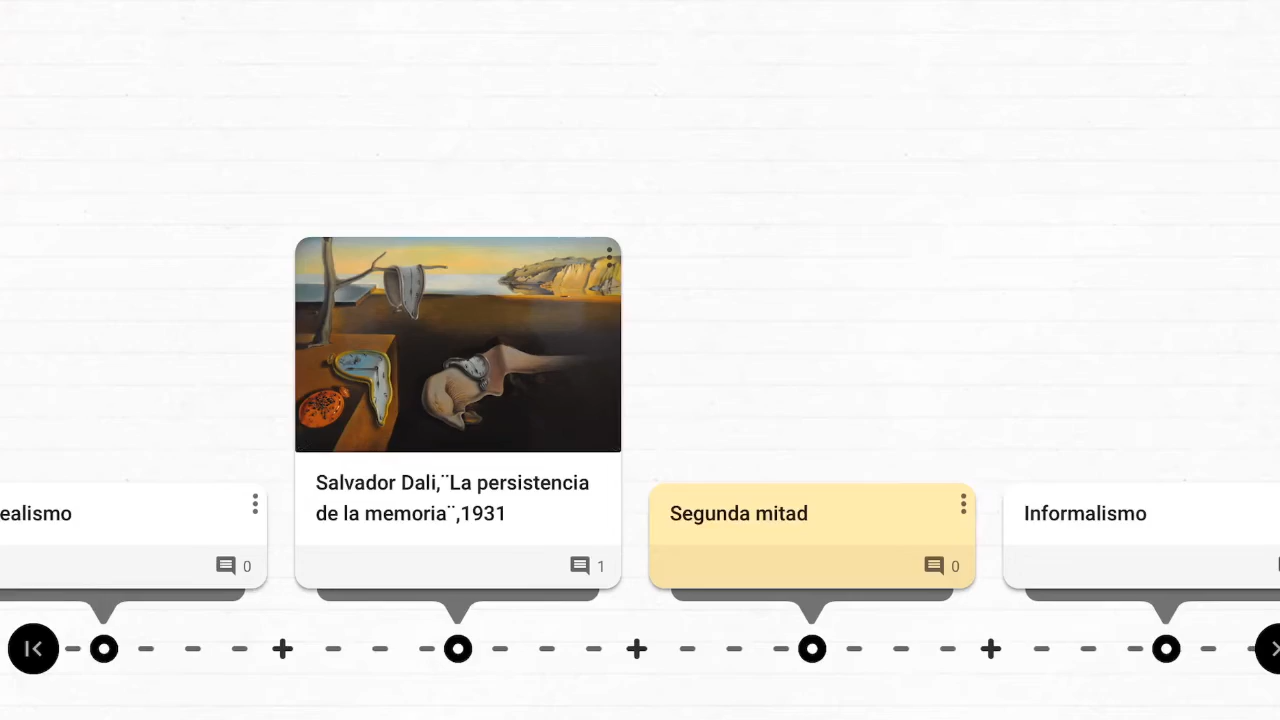 ealismo
0
Salvador Dali,¨La persistencia
de la memoria¨,1931
1
Segunda mitad
0
Informalismo